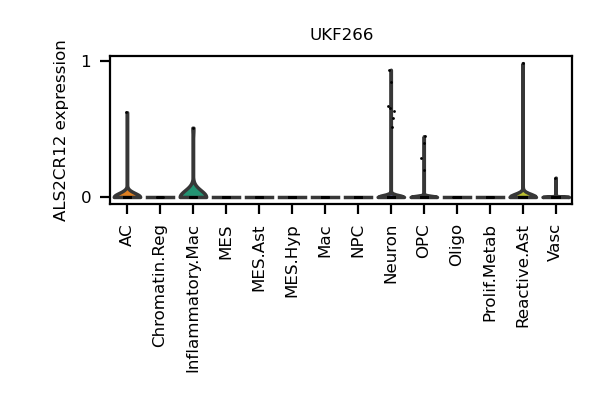 UKF266
ALS2CR12 expression
1
0
AC
Chromatin.Reg
Inflammatory.Mac
MES
MES.Ast
MES.Hyp
Mac
NPC
Neuron
OPC
Oligo
Prolif.Metab
Reactive.Ast
Vasc